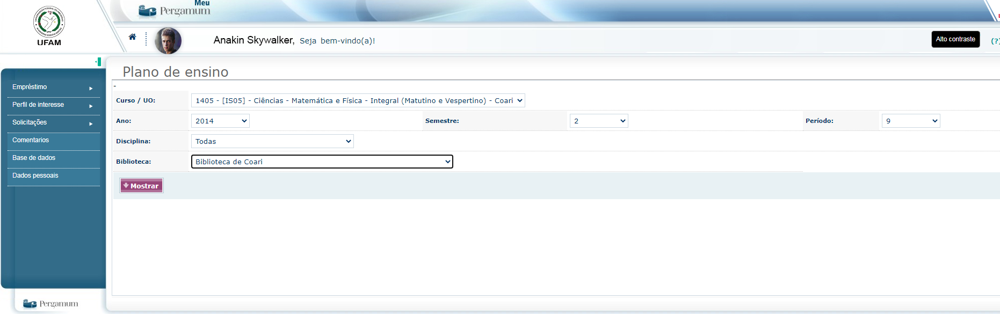 Meu
Pergamum
UFAM
Anakin Skywalker, Seja bem-vindo(a)!
Alto contraste
(?)
Plano de ensino
-
Empréstimo
Perfil de interesse
Solicitações
Comentarios
Base de dados
Dados pessoais
Curso / UO: 1405 - [IS05] - Ciências - Matemática e Física - Integral (Matutino e Vespertino) - Coari
Ano: 2014 Semestre: 2 Período: 9
Disciplina: Todas
Biblioteca: Biblioteca de Coari
Mostrar
Pergamum